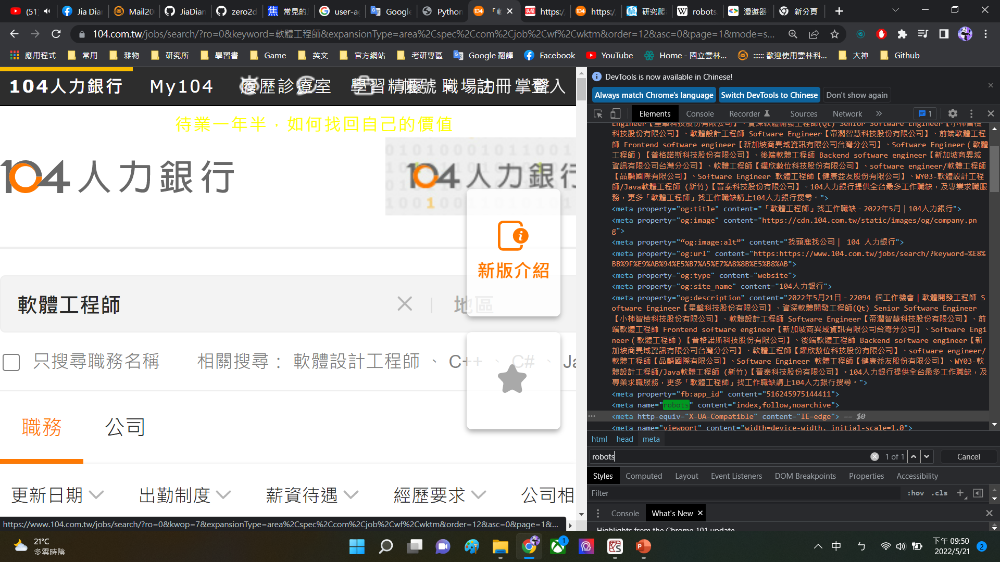 (51)
Jia Dian
Mail20
JiaDian
zero2d
常見的
user-ag
Google
Python
「軟
https:/
https:/
研究爬
robots
漫遊器
新分頁
104.com.tw/jobs/search/?ro=0&keyword=軟體工程師&expansionType=area%2Cspec%2Ccom%2Cjob%2Cwf%2Cwktm&order=12&asc=0&page=1&mode=s...
應用程式
常用
雜物
研究所
學習書
Game
英文
官方網站
考研專區
Google 翻譯
Facebook
YouTube
Home - 國立雲林...
:::::: 歡迎使用雲林科...
大神
Github
104人力銀行
My104
履歷診療室
學習精靈
帳號
職場
註冊
掌聲
登入
待業一年半，如何找回自己的價值
104 人力銀行
104 人力銀行
新版介紹
軟體工程師
地區
只搜尋職務名稱
相關搜尋： 軟體設計工程師 、 C++ 、 C# 、 Ja
職務
公司
更新日期
出勤制度
薪資待遇
經歷要求
公司相
https://www.104.com.tw/jobs/search/?ro=0&kwop=7&expansionType=area%2Cspec%2Ccom%2Cjob%2Cwf%2Cwktm&order=12&asc=0&page=1&...
DevTools is now available in Chinese!
Always match Chrome's language
Switch DevTools to Chinese
Don't show again
Elements
Console
Recorder
Sources
Network
1
Engineer【星擊科技股份有限公司】、資深軟體開發工程師(Qt) Senior Software Engineer【小柿智檢
科技股份有限公司】、軟體設計工程師 Software Engineer【帝濶智慧科技股份有限公司】、前端軟體工程
師 Frontend software engineer【新加坡商異域資訊有限公司台灣分公司】、Software Engineer（軟體
工程師）【普格諾斯科技股份有限公司】、後端軟體工程師 Backend software engineer【新加坡商異域
資訊有限公司台灣分公司】、軟體工程師【耀欣數位科技股份有限公司】、software engineer/軟體工程師
【品麟國際有限公司】、Software Engineer 軟體工程師【健康益友股份有限公司】、WY03-軟體設計工程
師/Java軟體工程師 (新竹)【晉泰科技股份有限公司】。104人力銀行提供全台最多工作職缺，及專業求職服
務，更多「軟體工程師」找工作職缺請上104人力銀行搜尋。">
<meta property="og:title" content="「軟體工程師」找工作職缺－2022年5月｜104人力銀行">
<meta property="og:image" content="https://cdn.104.com.tw/static/images/og/company.pn
g">
<meta property="“og:image:alt”" content="找頭鹿找公司｜ 104 人力銀行">
<meta property="og:url" content="https:https://www.104.com.tw/jobs/search/?keyword=%E8%
BB%9F%E9%AB%94%E5%B7%A5%E7%A8%8B%E5%B8%AB">
<meta property="og:type" content="website">
<meta property="og:site_name" content="104人力銀行">
<meta property="og:description" content="2022年5月21日－22094 個工作機會｜軟體開發工程師 S
oftware Engineer【星擊科技股份有限公司】、資深軟體開發工程師(Qt) Senior Software Engineer
【小柿智檢科技股份有限公司】、軟體設計工程師 Software Engineer【帝濶智慧科技股份有限公司】、前
端軟體工程師 Frontend software engineer【新加坡商異域資訊有限公司台灣分公司】、Software Engi
neer（軟體工程師）【普格諾斯科技股份有限公司】、後端軟體工程師 Backend software engineer【新
加坡商異域資訊有限公司台灣分公司】、軟體工程師【耀欣數位科技股份有限公司】、software engineer/
軟體工程師【品麟國際有限公司】、Software Engineer 軟體工程師【健康益友股份有限公司】、WY03-軟
體設計工程師/Java軟體工程師 (新竹)【晉泰科技股份有限公司】。104人力銀行提供全台最多工作職缺，及
專業求職服務，更多「軟體工程師」找工作職缺請上104人力銀行搜尋。">
<meta property="fb:app_id" content="516245975144411">
<meta name="robots" content="index,follow,noarchive">
<meta http-equiv="X-UA-Compatible" content="IE=edge"> == $0
<meta name="viewport" content="width=device-width, initial-scale=1.0">
html
head
meta
robots
1 of 1
Cancel
Styles
Computed
Layout
Event Listeners
DOM Breakpoints
Properties
Accessibility
Filter
:hov
.cls
Console
What's New
Highlights from the Chrome 101 update
21°C
多雲時陰
1
中
ㄣ
下午 09:50
2022/5/21
2